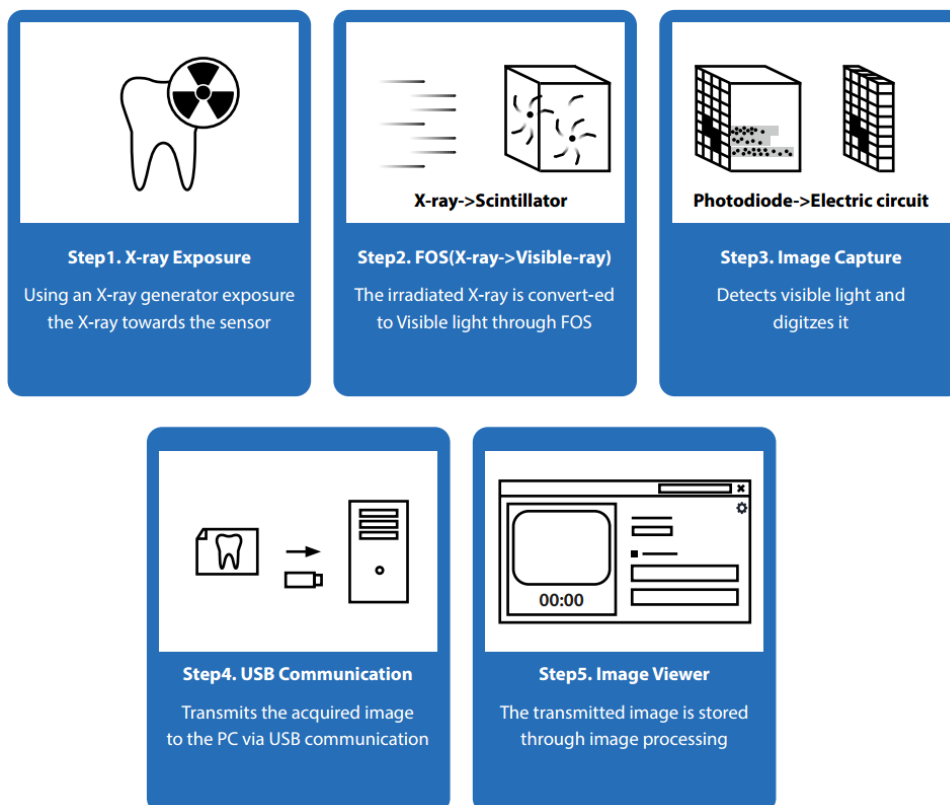 X-ray->Scintillator
Photodiode->Electric circuit
Step1. X-ray Exposure
Using an X-ray generator exposure
the X-ray towards the sensor
Step2. FOS(X-ray->Visible-ray)
The irradiated X-ray is convert-ed
to Visible light through FOS
Step3. Image Capture
Detects visible light and
digitzes it
00:00
Step4. USB Communication
Transmits the acquired image
to the PC via USB communication
Step5. Image Viewer
The transmitted image is stored
through image processing